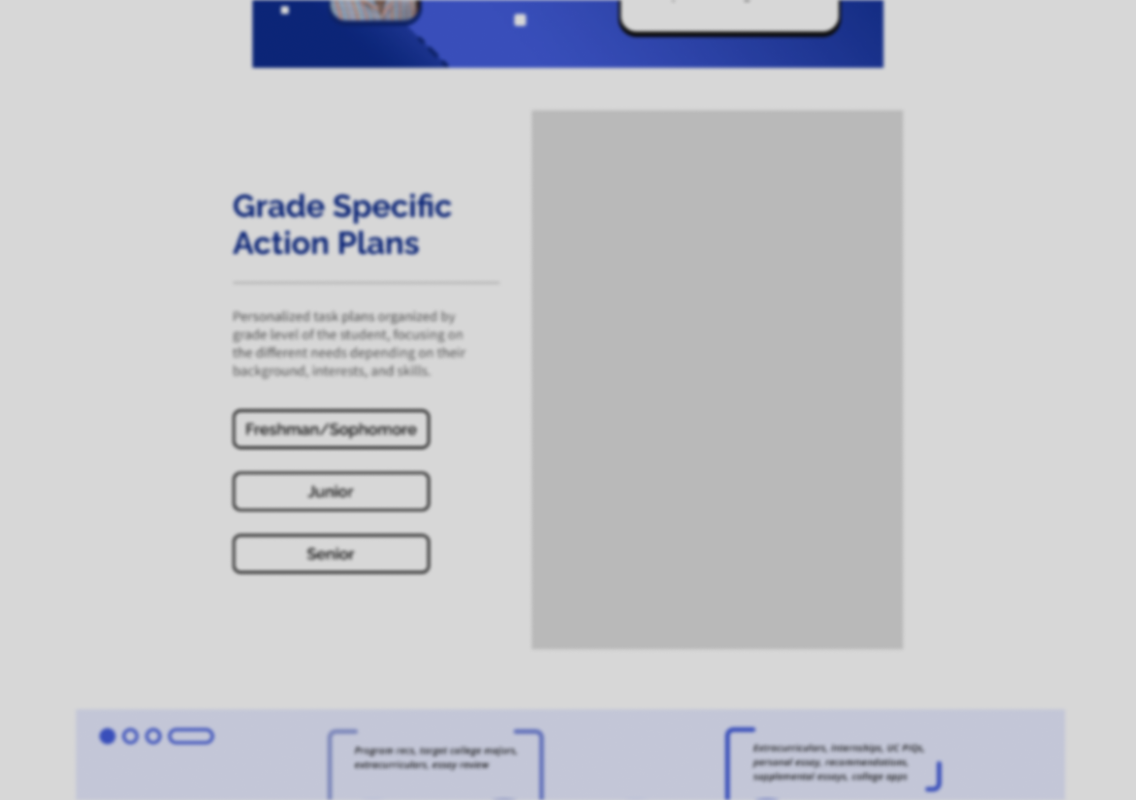 Grade Specific
Action Plans
Personalized task plans organized by
grade level of the student, focusing on
the different needs depending on their
background, interests, and skills.
Freshman/Sophomore
Junior
Senior
Program recs, target college majors,
extracurriculars, essay review
Extracurriculars, internships, UC PIQs,
personal essay, recommendations,
supplemental essays, college apps